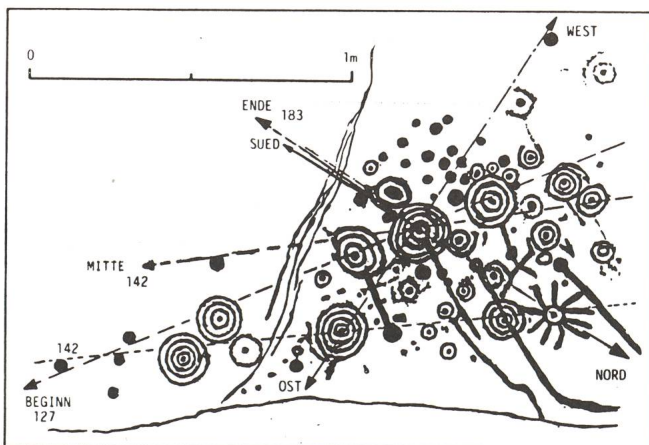 0
1m
WEST
ENDE
183
SUED
MITTE
142
142
BEGINN
127
OST
NORD